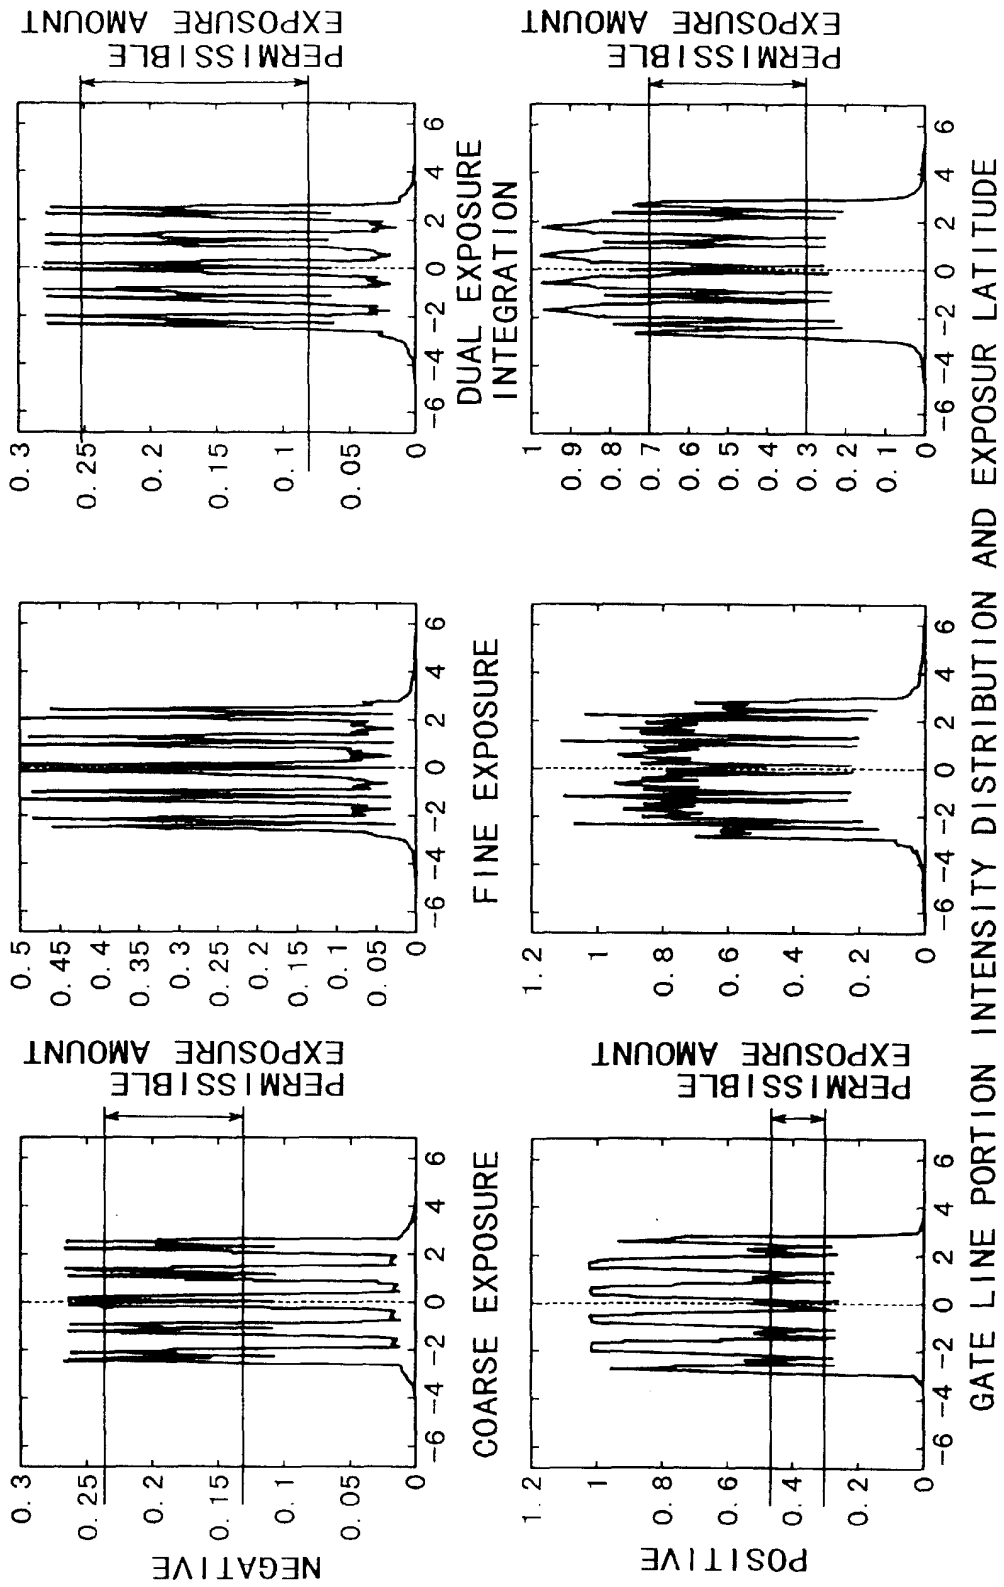 NEGATIVE
0.3
0.25
0.2
0.15
0.1
0.05
0
-6 -4 -2 0 2 4 6
PERMISSIBLE
EXPOSURE AMOUNT
COARSE EXPOSURE
0.5
0.45
0.4
0.35
0.3
0.25
0.2
0.15
0.1
0.05
0
-6 -4 -2 0 2 4 6
FINE EXPOSURE
0.3
0.25
0.2
0.15
0.1
0.05
0
-6 -4 -2 0 2 4 6
PERMISSIBLE
EXPOSURE AMOUNT
DUAL EXPOSURE
INTEGRATION
POSITIVE
1.2
1
0.8
0.6
0.4
0.2
0
-6 -4 -2 0 2 4 6
PERMISSIBLE
EXPOSURE AMOUNT
1.2
1
0.8
0.6
0.4
0.2
0
-6 -4 -2 0 2 4 6
1
0.9
0.8
0.7
0.6
0.5
0.4
0.3
0.2
0.1
0
-6 -4 -2 0 2 4 6
PERMISSIBLE
EXPOSURE AMOUNT
GATE LINE PORTION INTENSITY DISTRIBUTION AND EXPOSUR LATITUDE